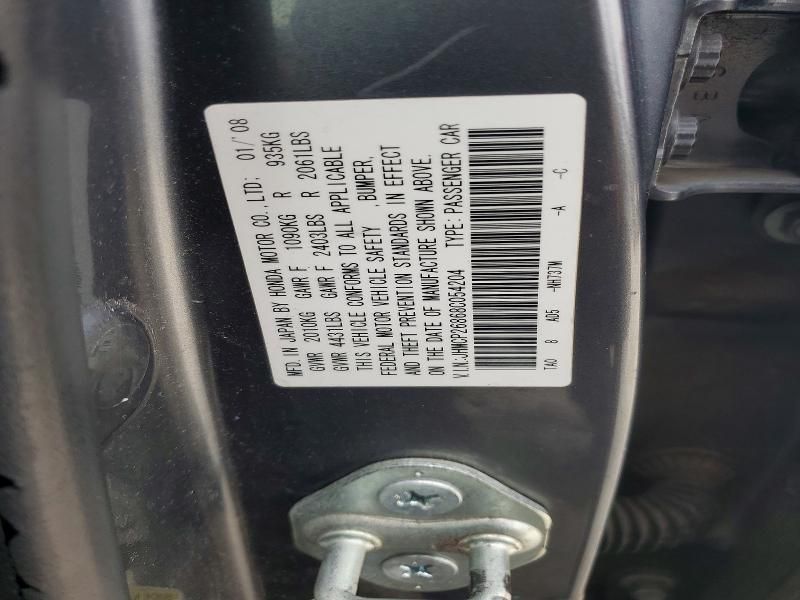 MFD. IN JAPAN BY HONDA MOTOR CO., LTD; 01/'08
GVWR 2010KG GAWR F 1090KG R 935KG
GVWR 4431LBS GAWR F 2403LBS R 2061LBS
THIS VEHICLE CONFORMS TO ALL APPLICABLE
FEDERAL MOTOR VEHICLE SAFETY BUMPER,
AND THEFT PREVENTION STANDARDS IN EFFECT
ON THE DATE OF MANUFACTURE SHOWN ABOVE.
V.I.N.:JHMCP26868C054204 TYPE:PASSENGER CAR
TA0 8 A05 -NH737M -A -C